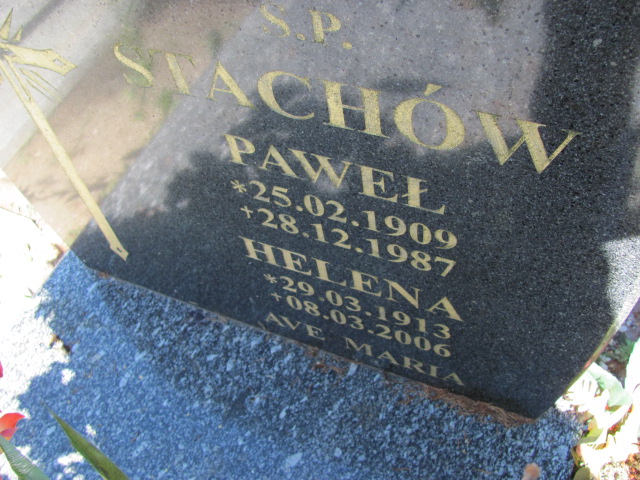 S.P.
STACHÓW
PAWEŁ
*25.02.1909
+28.12.1987
HELENA
*29.03.1913
+08.03.2006
AVE MARIA